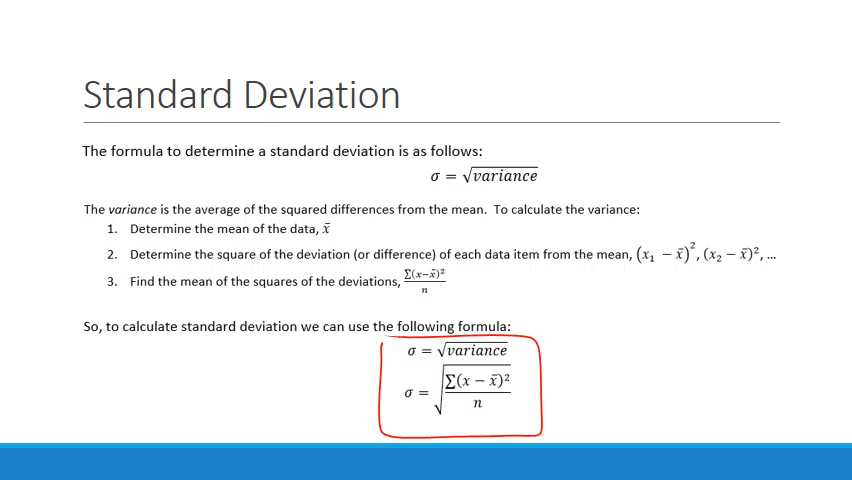 Standard Deviation
The formula to determine a standard deviation is as follows:
σ = √variance
The variance is the average of the squared differences from the mean. To calculate the variance:
1. Determine the mean of the data, x̄
2. Determine the square of the deviation (or difference) of each data item from the mean, (x₁ − x̄)², (x₂ − x̄)², ...
3. Find the mean of the squares of the deviations, ∑(x−x̄)²/n
So, to calculate standard deviation we can use the following formula:
σ = √variance
σ = √(∑(x − x̄)²/n)